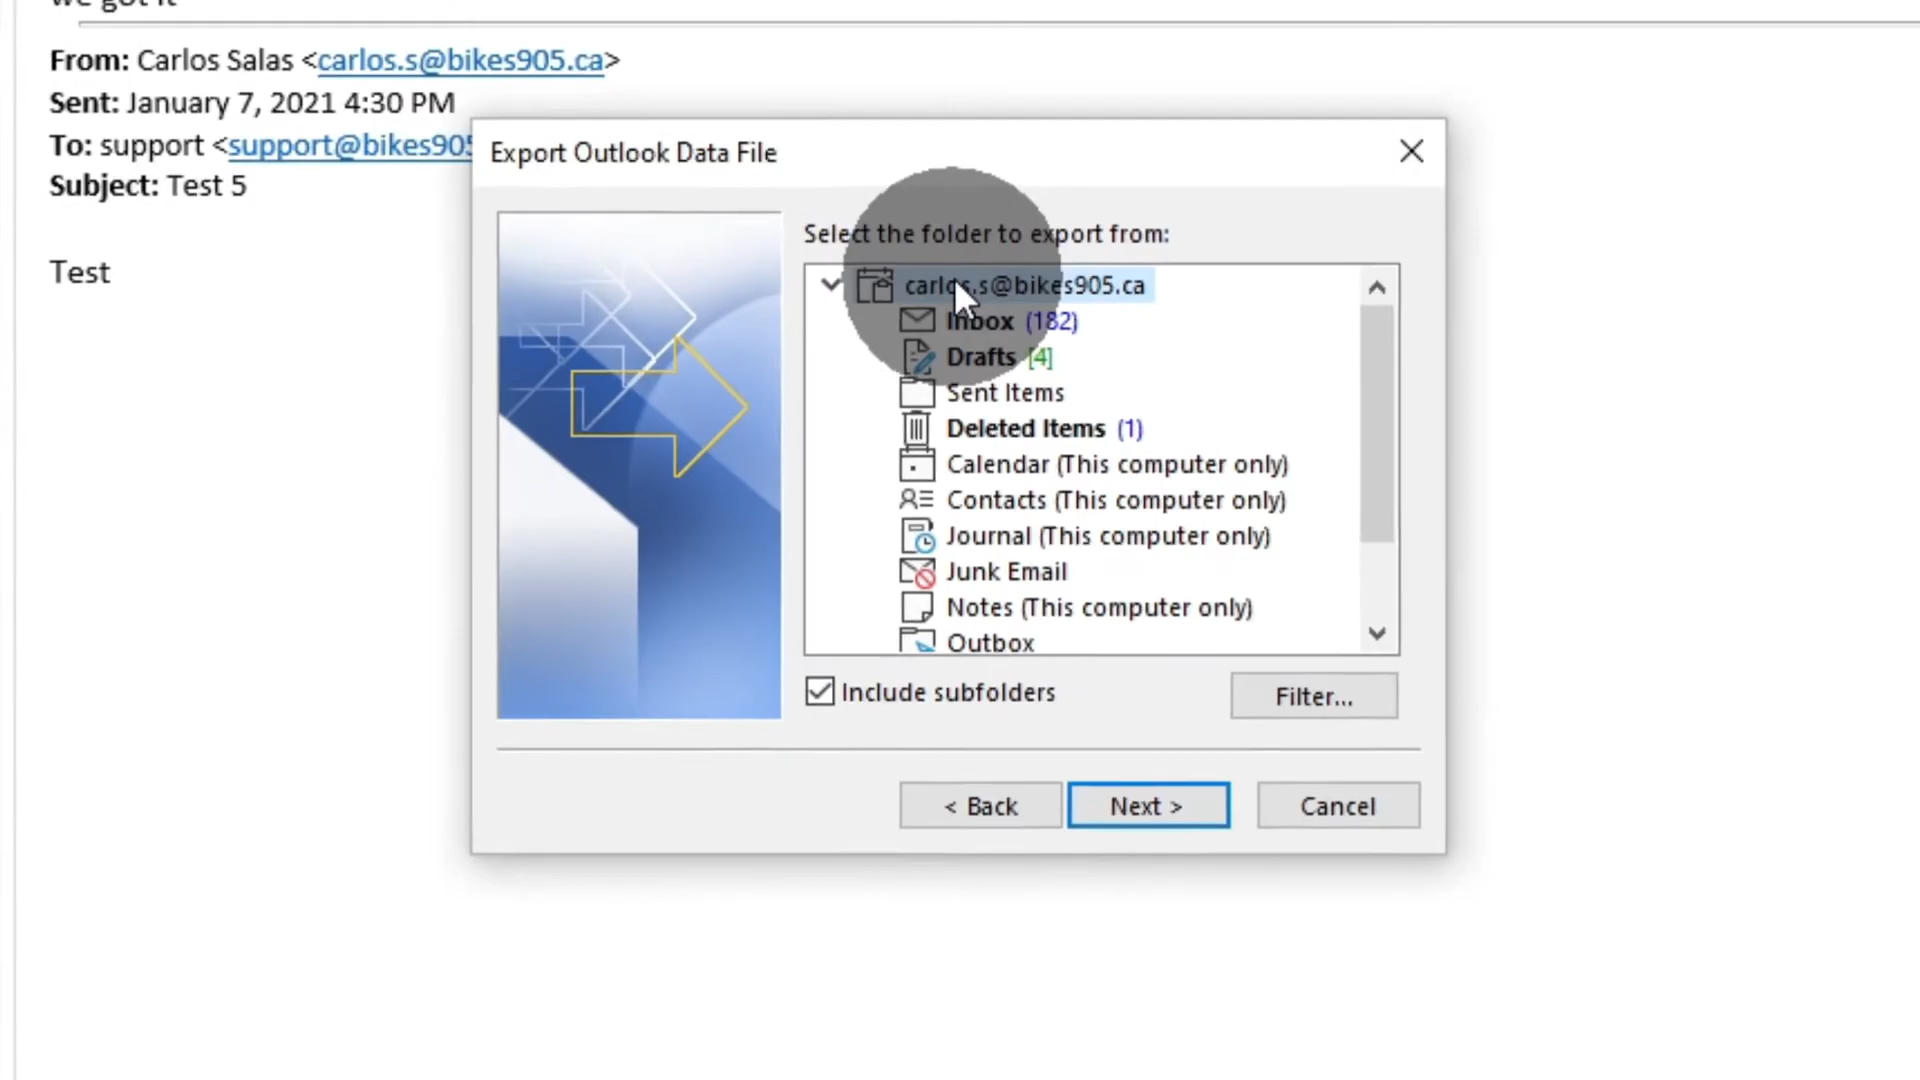 we got it
From: Carlos Salas <carlos.s@bikes905.ca>
Sent: January 7, 2021 4:30 PM
To: support <support@bikes905
Subject: Test 5
Test
Export Outlook Data File
Select the folder to export from:
carlos.s@bikes905.ca
Inbox (182)
Drafts [4]
Sent Items
Deleted Items (1)
Calendar (This computer only)
Contacts (This computer only)
Journal (This computer only)
Junk Email
Notes (This computer only)
Outbox
Include subfolders
Filter...
< Back
Next >
Cancel